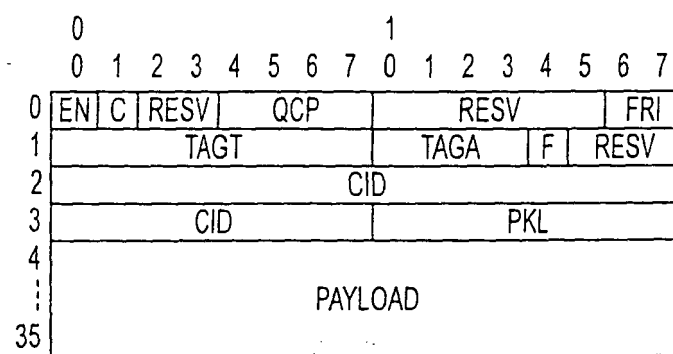 0 1
0 1 2 3 4 5 6 7 0 1 2 3 4 5 6 7
0 EN C RESV QCP RESV FRI
1 TAGT TAGA F RESV
2 CID
3 CID PKL
4
PAYLOAD
35